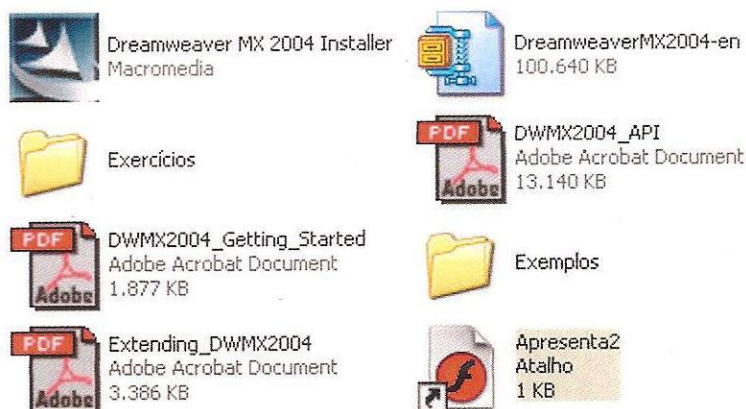 Dreamweaver MX 2004 Installer
Macromedia
DreamweaverMX2004-en
100.640 KB
Exercícios
PDF
Adobe
DWMX2004_API
Adobe Acrobat Document
13.140 KB
PDF
Adobe
DWMX2004_Getting_Started
Adobe Acrobat Document
1.877 KB
Exemplos
PDF
Adobe
Extending_DWMX2004
Adobe Acrobat Document
3.386 KB
Apresenta2
Atalho
1 KB